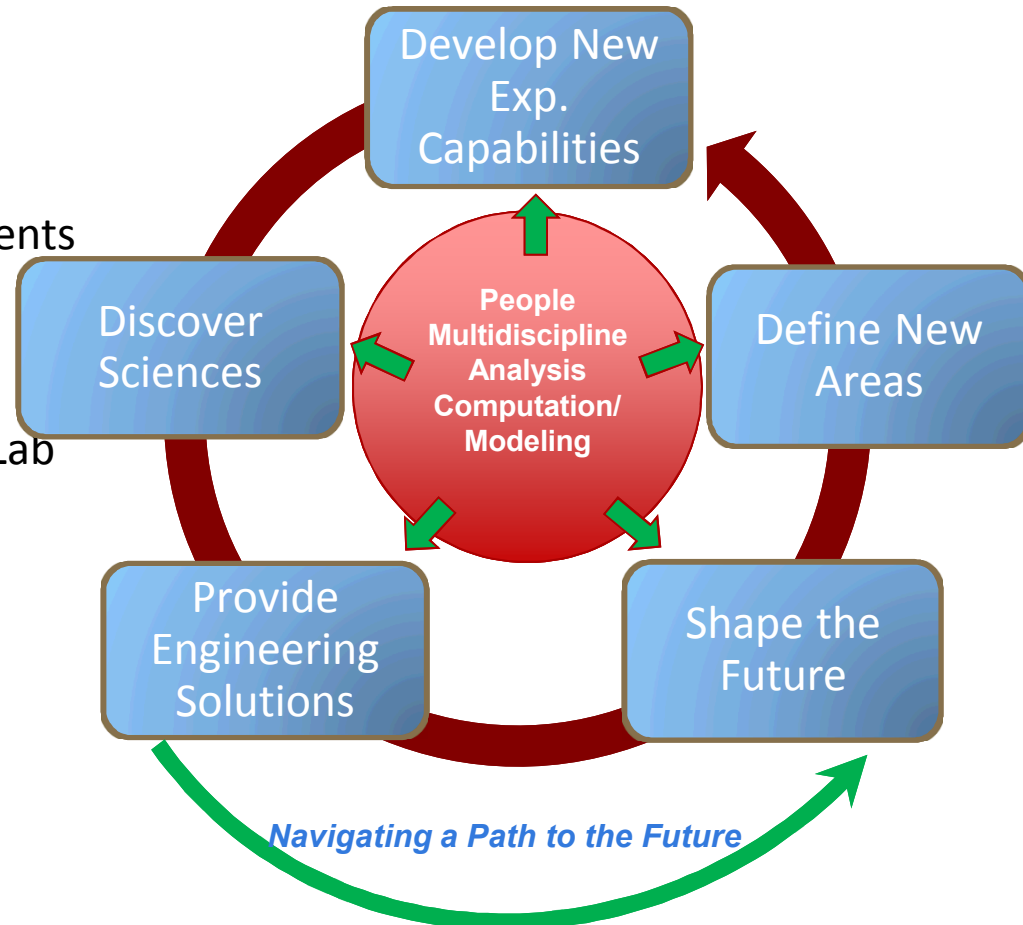 Develop New
Exp.
Capabilities
ents
Discover
Sciences
People
Multidiscipline
Analysis
Computation/
Modeling
Define New
Areas
Lab
Provide
Engineering
Solutions
Shape the
Future
Navigating a Path to the Future